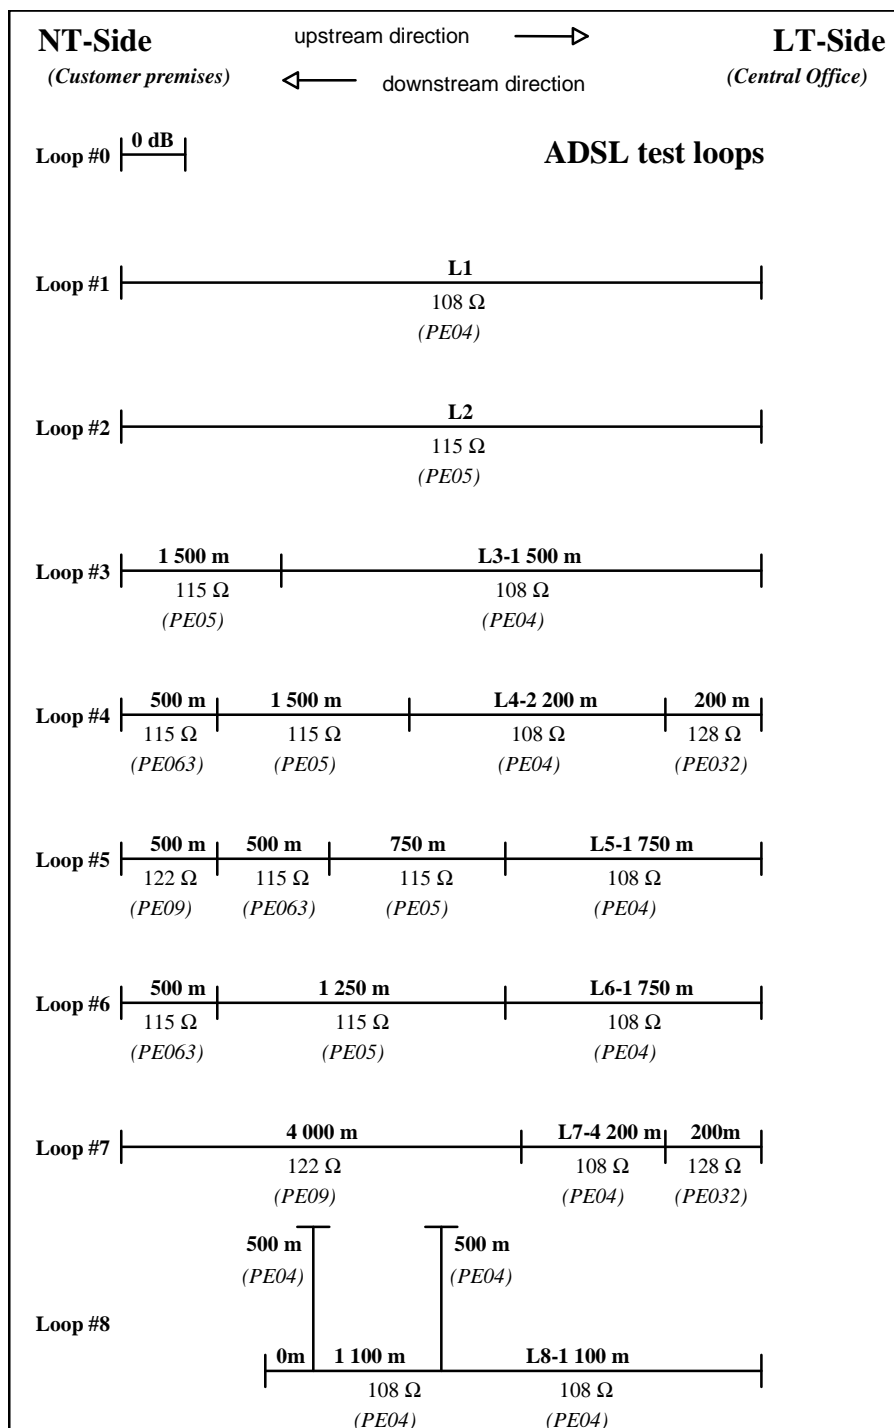 NT-Side upstream direction LT-Side
(Customer premises) downstream direction (Central Office)
0 dB
Loop #0 ADSL test loops
L1
Loop #1
108 Ω
(PE04)
L2
Loop #2
115 Ω
(PE05)
1 500 m L3-1 500 m
Loop #3
115 Ω 108 Ω
(PE05) (PE04)
500 m 1 500 m L4-2 200 m 200 m
Loop #4
115 Ω 115 Ω 108 Ω 128 Ω
(PE063) (PE05) (PE04) (PE032)
500 m 500 m 750 m L5-1 750 m
Loop #5
122 Ω 115 Ω 115 Ω 108 Ω
(PE09) (PE063) (PE05) (PE04)
500 m 1 250 m L6-1 750 m
Loop #6
115 Ω 115 Ω 108 Ω
(PE063) (PE05) (PE04)
4 000 m L7-4 200 m 200m
Loop #7
122 Ω 108 Ω 128 Ω
(PE09) (PE04) (PE032)
500 m 500 m
(PE04) (PE04)
Loop #8
0m 1 100 m L8-1 100 m
108 Ω 108 Ω
(PE04) (PE04)